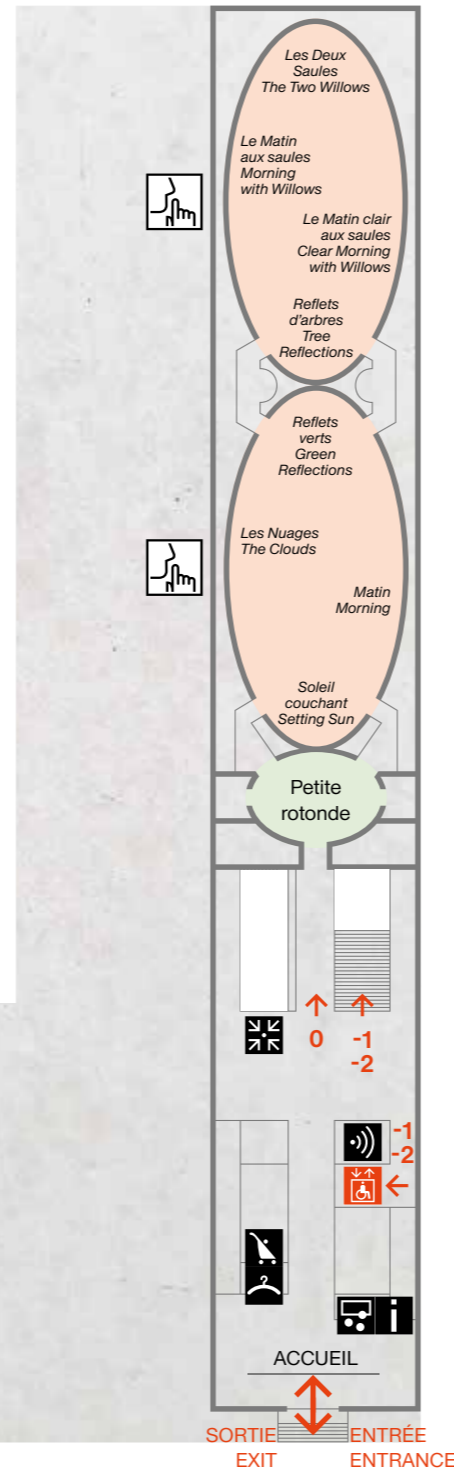 Les Deux
Saules
The Two Willows
Le Matin
aux saules
Morning
with Willows
Le Matin clair
aux saules
Clear Morning
with Willows
Reflets
d'arbres
Tree
Reflections
Reflets
verts
Green
Reflections
Les Nuages
The Clouds
Matin
Morning
Soleil
couchant
Setting Sun
Petite
rotonde
0
-1
-2
-1
-2
i
ACCUEIL
SORTIE
EXIT
ENTRÉE
ENTRANCE